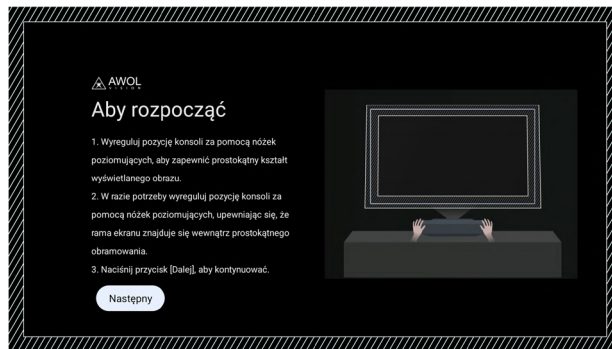 AWOL
VISION
Aby rozpocząć
1. Wyreguluj pozycję konsoli za pomocą nóżek
poziomujących, aby zapewnić prostokątny kształt
wyświetlanego obrazu.
2. W razie potrzeby wyreguluj pozycję konsoli za
pomocą nóżek poziomujących, upewniając się, że
rama ekranu znajduje się wewnątrz prostokątnego
obramowania.
3. Naciśnij przycisk [Dalej], aby kontynuować.
Następny